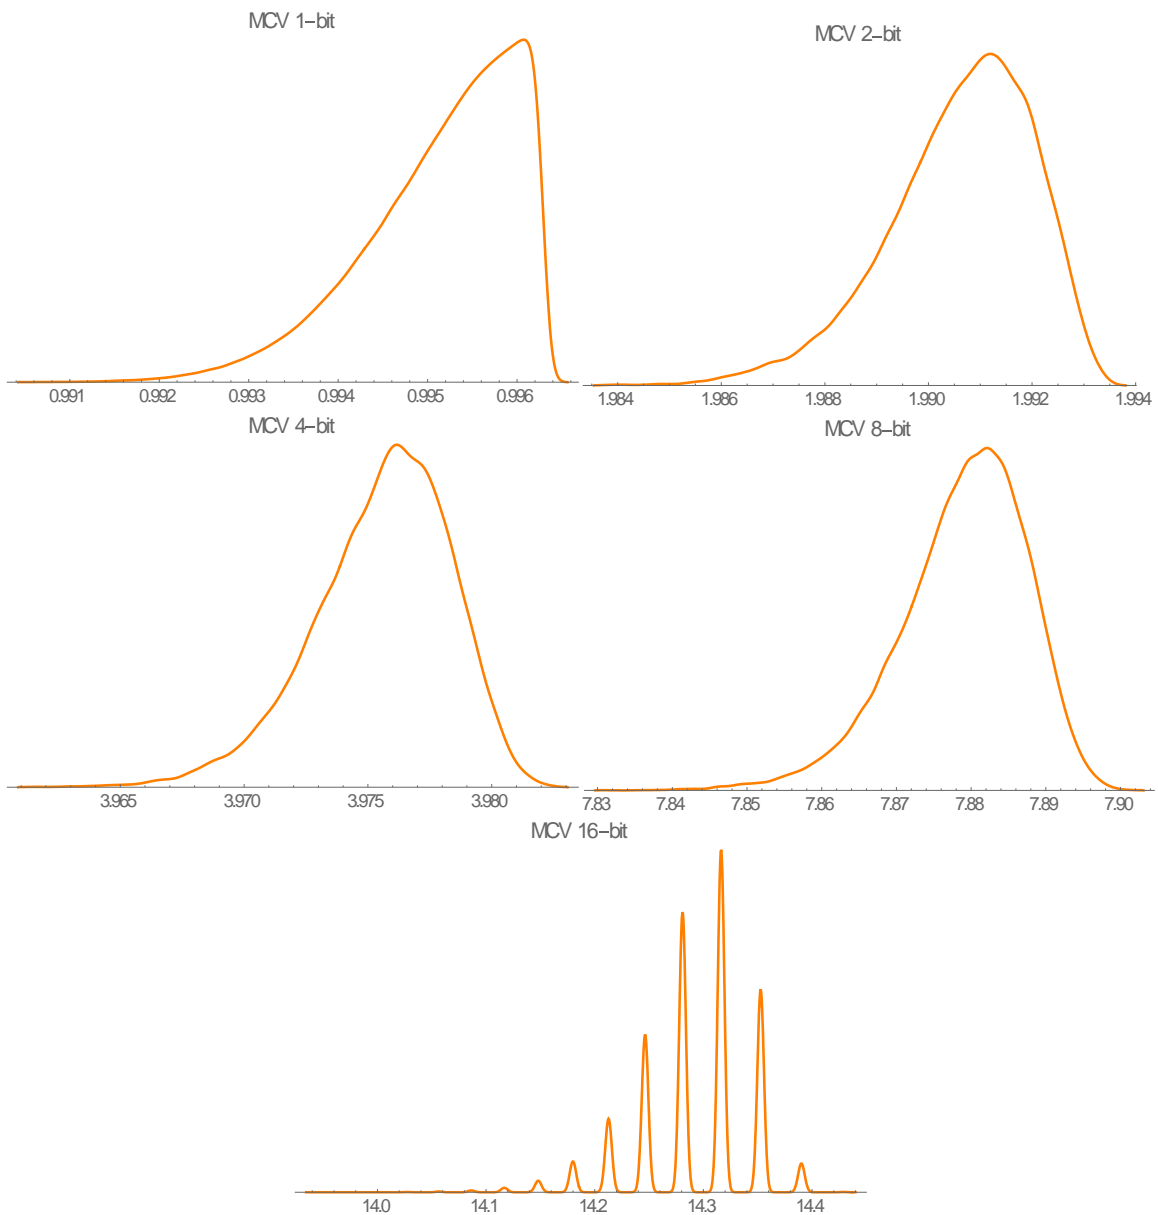 MCV 1–bit
MCV 2–bit
0.991 0.992 0.993 0.994 0.995 0.996
1.984 1.986 1.988 1.990 1.992 1.994
MCV 4–bit
MCV 8–bit
3.965 3.970 3.975 3.980
7.83 7.84 7.85 7.86 7.87 7.88 7.89 7.90
MCV 16–bit
14.0 14.1 14.2 14.3 14.4